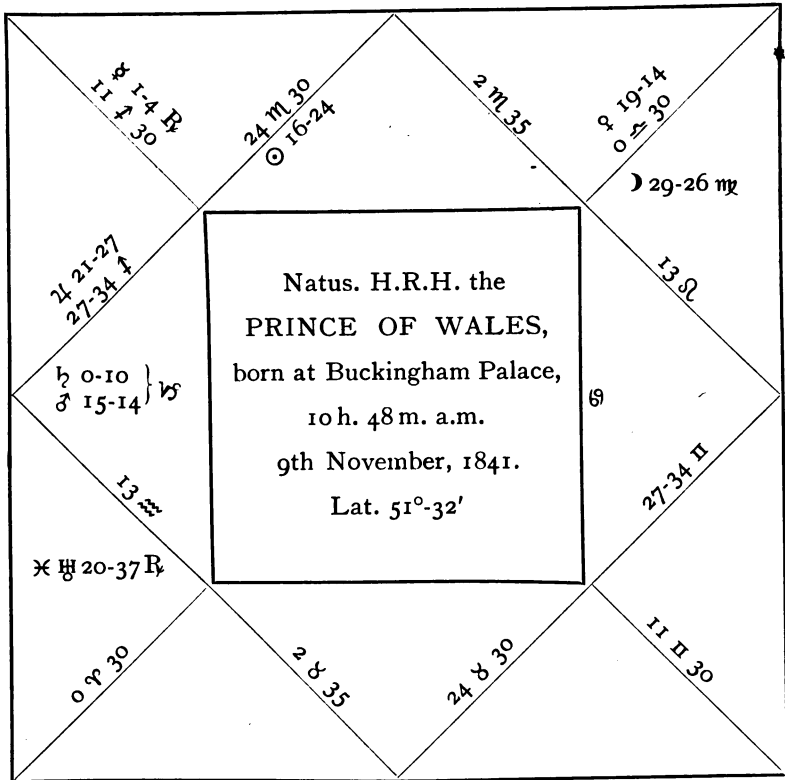 ☊ 1-4 ℞
11 ♐ 30
24 ♏ 30
☉ 16-24
2 ♏ 35
♀ 19-14
0 ♎ 30
☽ 29-26 ♍
♃ 21-27
27-34 ♐
13 ♌
Natus. H.R.H. the
PRINCE OF WALES,
born at Buckingham Palace,
10 h. 48 m. a.m.
9th November, 1841.
Lat. 51°-32′
♄ 0-10 } ♑
♂ 15-14
♋
13 ♒
27-34 ♊
♓ ♅ 20-37 ℞
0 ♈ 30
2 ♉ 35
24 ♉ 30
11 ♊ 30